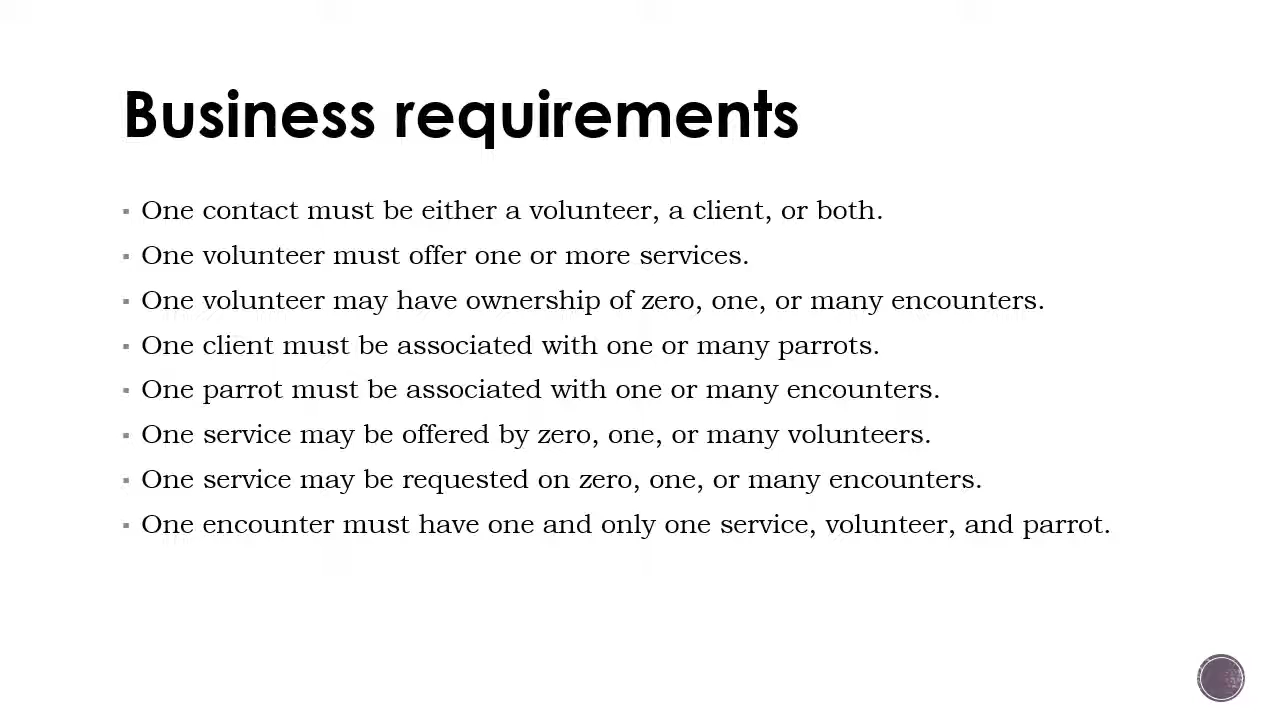 Business requirements
One contact must be either a volunteer, a client, or both.
One volunteer must offer one or more services.
One volunteer may have ownership of zero, one, or many encounters.
One client must be associated with one or many parrots.
One parrot must be associated with one or many encounters.
One service may be offered by zero, one, or many volunteers.
One service may be requested on zero, one, or many encounters.
One encounter must have one and only one service, volunteer, and parrot.